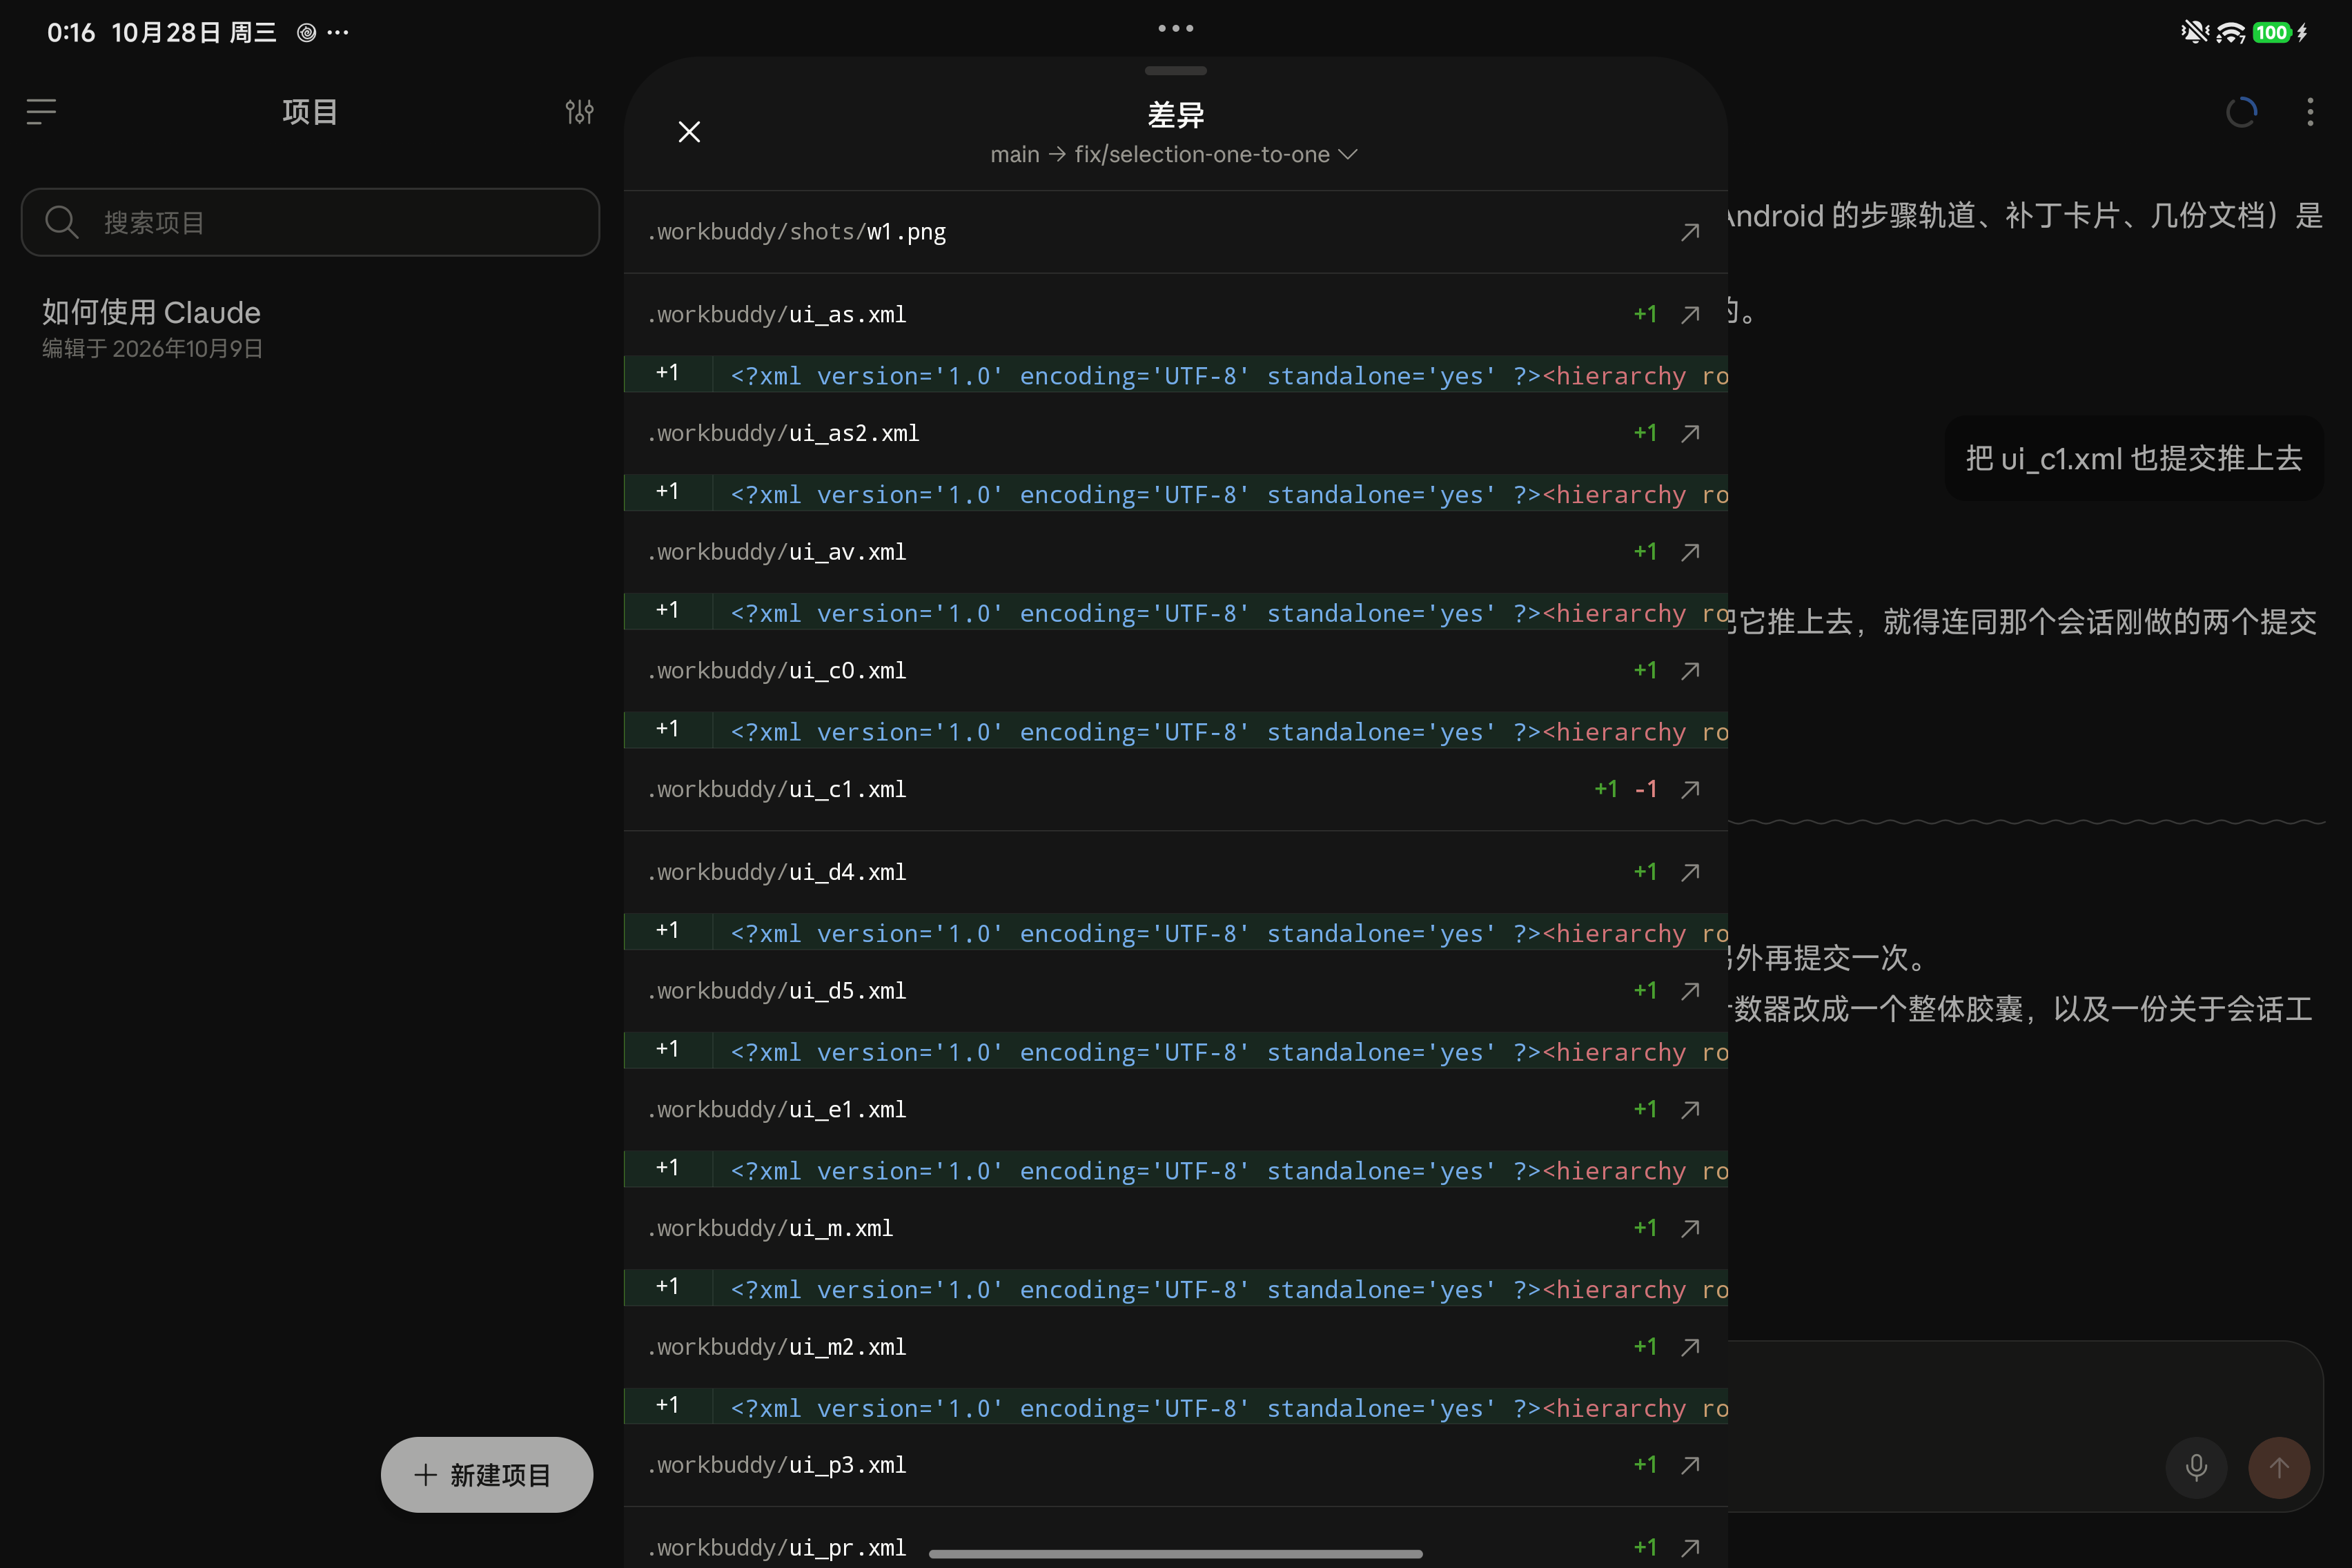 0:16 10月28日 周三
100
项目
搜索项目
如何使用 Claude
编辑于 2026年10月9日
新建项目
差异
main → fix/selection-one-to-one
.workbuddy/shots/w1.png
.workbuddy/ui_as.xml +1
+1 <?xml version='1.0' encoding='UTF-8' standalone='yes' ?><hierarchy ro
.workbuddy/ui_as2.xml +1
+1 <?xml version='1.0' encoding='UTF-8' standalone='yes' ?><hierarchy ro
.workbuddy/ui_av.xml +1
+1 <?xml version='1.0' encoding='UTF-8' standalone='yes' ?><hierarchy ro
.workbuddy/ui_c0.xml +1
+1 <?xml version='1.0' encoding='UTF-8' standalone='yes' ?><hierarchy ro
.workbuddy/ui_c1.xml +1 -1
.workbuddy/ui_d4.xml +1
+1 <?xml version='1.0' encoding='UTF-8' standalone='yes' ?><hierarchy ro
.workbuddy/ui_d5.xml +1
+1 <?xml version='1.0' encoding='UTF-8' standalone='yes' ?><hierarchy ro
.workbuddy/ui_e1.xml +1
+1 <?xml version='1.0' encoding='UTF-8' standalone='yes' ?><hierarchy ro
.workbuddy/ui_m.xml +1
+1 <?xml version='1.0' encoding='UTF-8' standalone='yes' ?><hierarchy ro
.workbuddy/ui_m2.xml +1
+1 <?xml version='1.0' encoding='UTF-8' standalone='yes' ?><hierarchy ro
.workbuddy/ui_p3.xml +1
.workbuddy/ui_pr.xml +1
Android 的步骤轨道、补丁卡片、几份文档）是
的。
把 ui_c1.xml 也提交推上去
它推上去，就得连同那个会话刚做的两个提交
外再提交一次。
数器改成一个整体胶囊，以及一份关于会话工